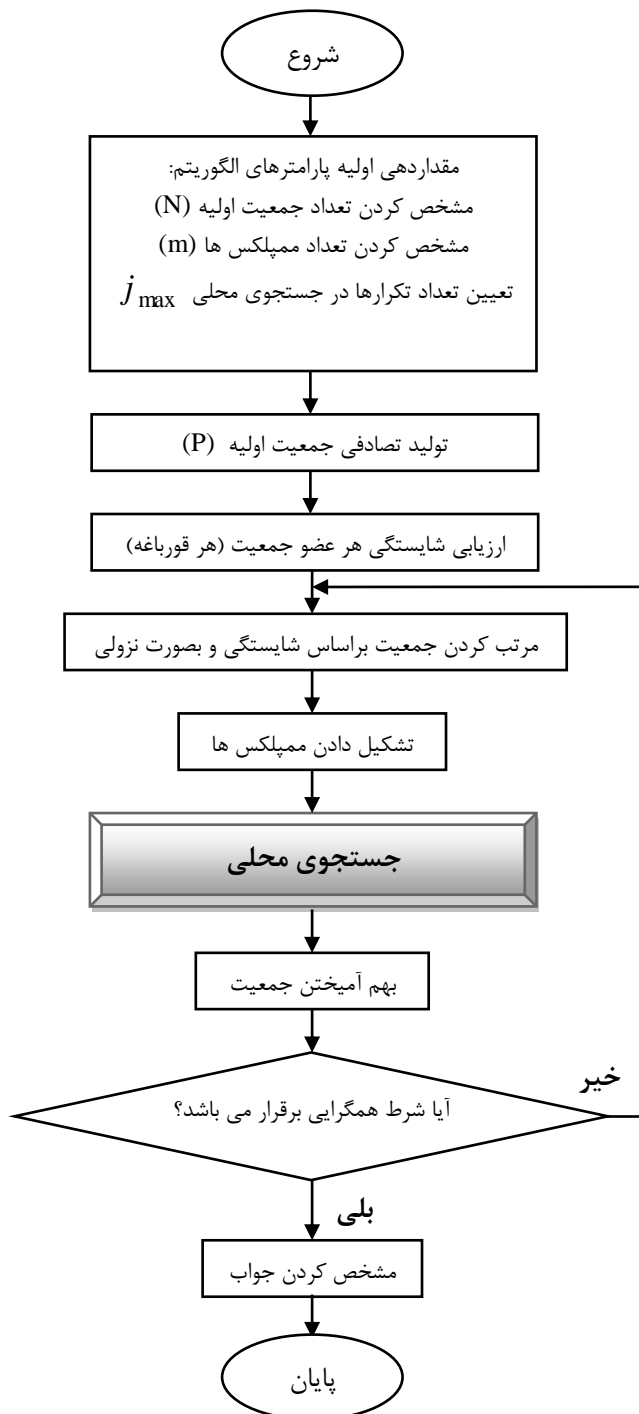 شروع
مقداردهی اولیه پارامترهای الگوریتم:
مشخص کردن تعداد جمعیت اولیه (N)
مشخص کردن تعداد ممپلکس ها (m)
تعیین تعداد تکرارها در جستجوی محلی j max
تولید تصادفی جمعیت اولیه (P)
ارزیابی شایستگی هر عضو جمعیت (هر قورباغه)
مرتب کردن جمعیت براساس شایستگی و بصورت نزولی
تشکیل دادن ممپلکس ها
جستجوی محلی
بهم آمیختن جمعیت
خیر
آیا شرط همگرایی برقرار می باشد؟
بلی
مشخص کردن جواب
پایان